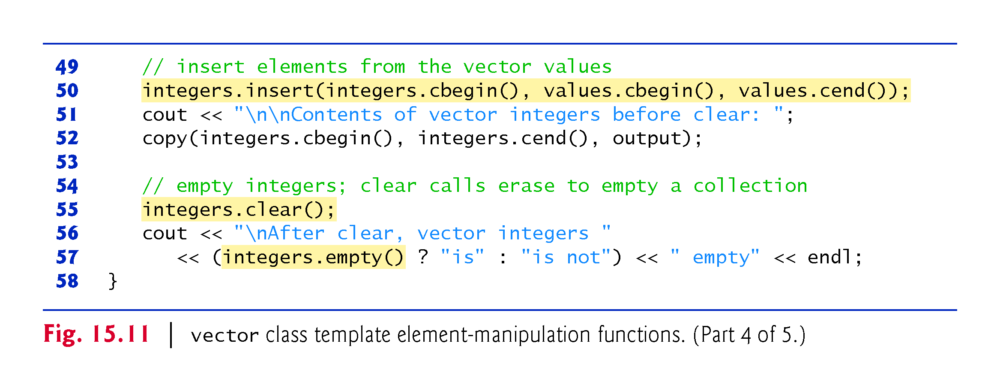 49 // insert elements from the vector values
50 integers.insert(integers.cbegin(), values.cbegin(), values.cend());
51 cout << "\n\nContents of vector integers before clear: ";
52 copy(integers.cbegin(), integers.cend(), output);
53
54 // empty integers; clear calls erase to empty a collection
55 integers.clear();
56 cout << "\nAfter clear, vector integers "
57 << (integers.empty() ? "is" : "is not") << " empty" << endl;
58 }
Fig. 15.11 | vector class template element-manipulation functions. (Part 4 of 5.)